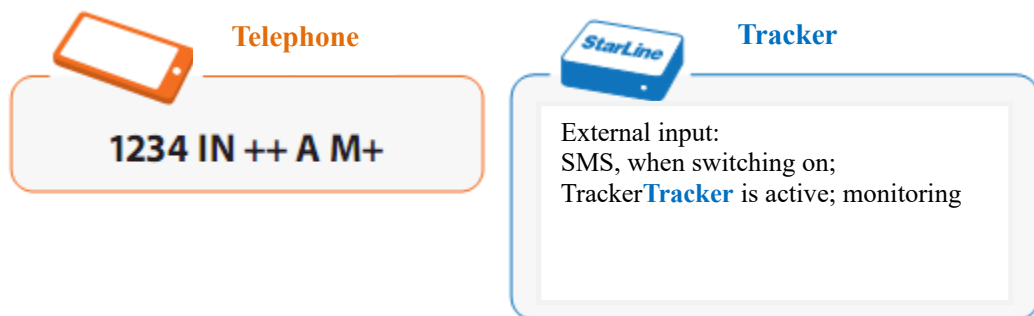 Telephone
1234 IN ++ A M+
StarLine
Tracker
External input:
SMS, when switching on;
TrackerTracker is active; monitoring